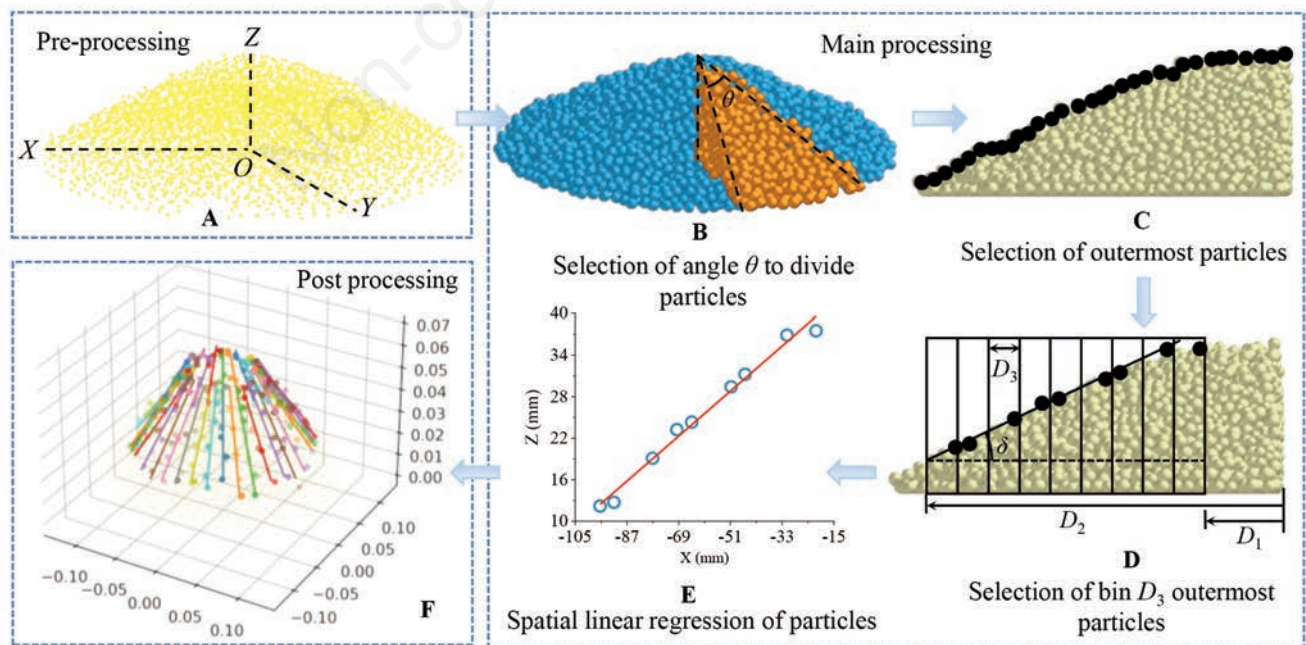 Pre-processing
Z
X
O
Y
A
Main processing
θ
B
Selection of angle θ to divide
particles
C
Selection of outermost particles
D₃
δ
D₂
D₁
D
Selection of bin D₃ outermost
particles
40
34
28
22
16
10
Z (mm)
-105 -87 -69 -51 -33 -15
X (mm)
E
Spatial linear regression of particles
Post processing
0.07
0.06
0.05
0.04
0.03
0.02
0.01
0.00
0.10
0.05
0.00
−0.05
−0.10
−0.10
−0.05
0.00
0.05
0.10
F